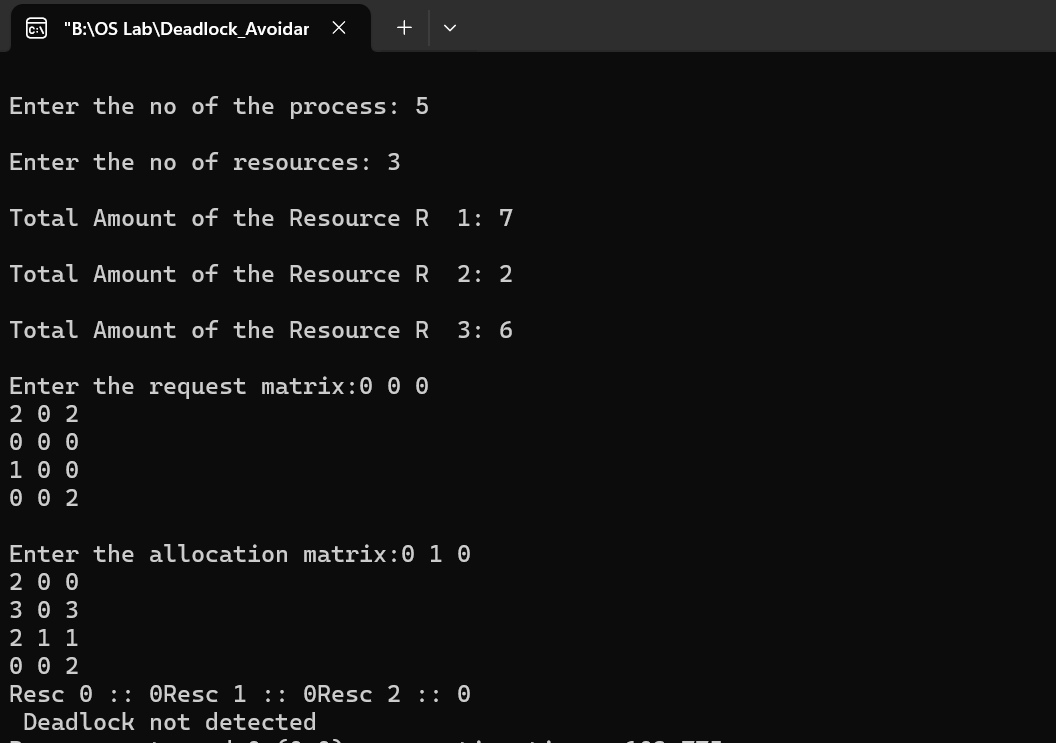 "B:\OS Lab\Deadlock_Avoidar
Enter the no of the process: 5
Enter the no of resources: 3
Total Amount of the Resource R  1: 7
Total Amount of the Resource R  2: 2
Total Amount of the Resource R  3: 6
Enter the request matrix:0 0 0
2 0 2
0 0 0
1 0 0
0 0 2
Enter the allocation matrix:0 1 0
2 0 0
3 0 3
2 1 1
0 0 2
Resc 0 :: 0Resc 1 :: 0Resc 2 :: 0
 Deadlock not detected